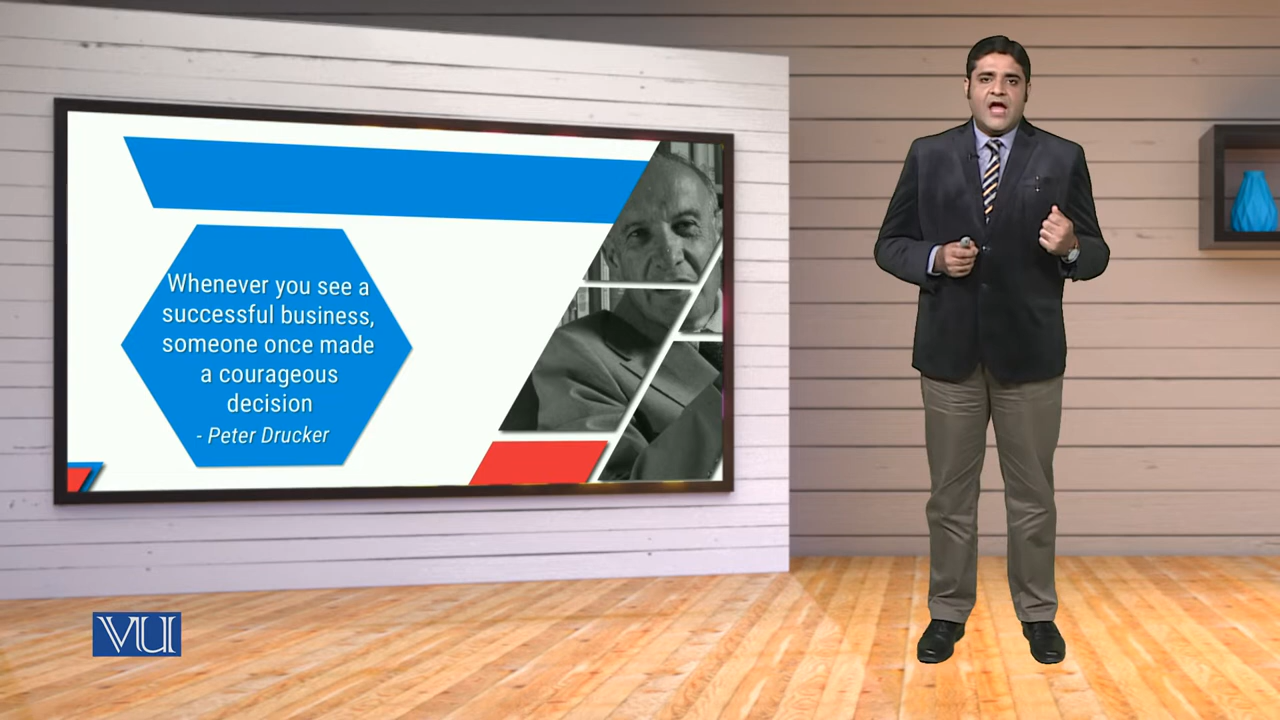 Whenever you see a
successful business,
someone once made
a courageous
decision
- Peter Drucker
VU